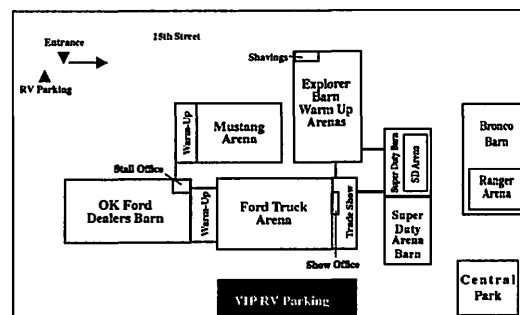 15th Street
Entrance
RV Parking
Shavings
Explorer
Barn
Warm Up
Arenas
Warm-Up
Mustang
Arena
Super Duty Barn
SD Arena
Bronco
Barn
Ranger
Arena
Stall Office
OK Ford
Dealers Barn
Warm-Up
Ford Truck
Arena
Trade Show
Super
Duty
Arena
Barn
Show Office
VIP RV Parking
Central
Park